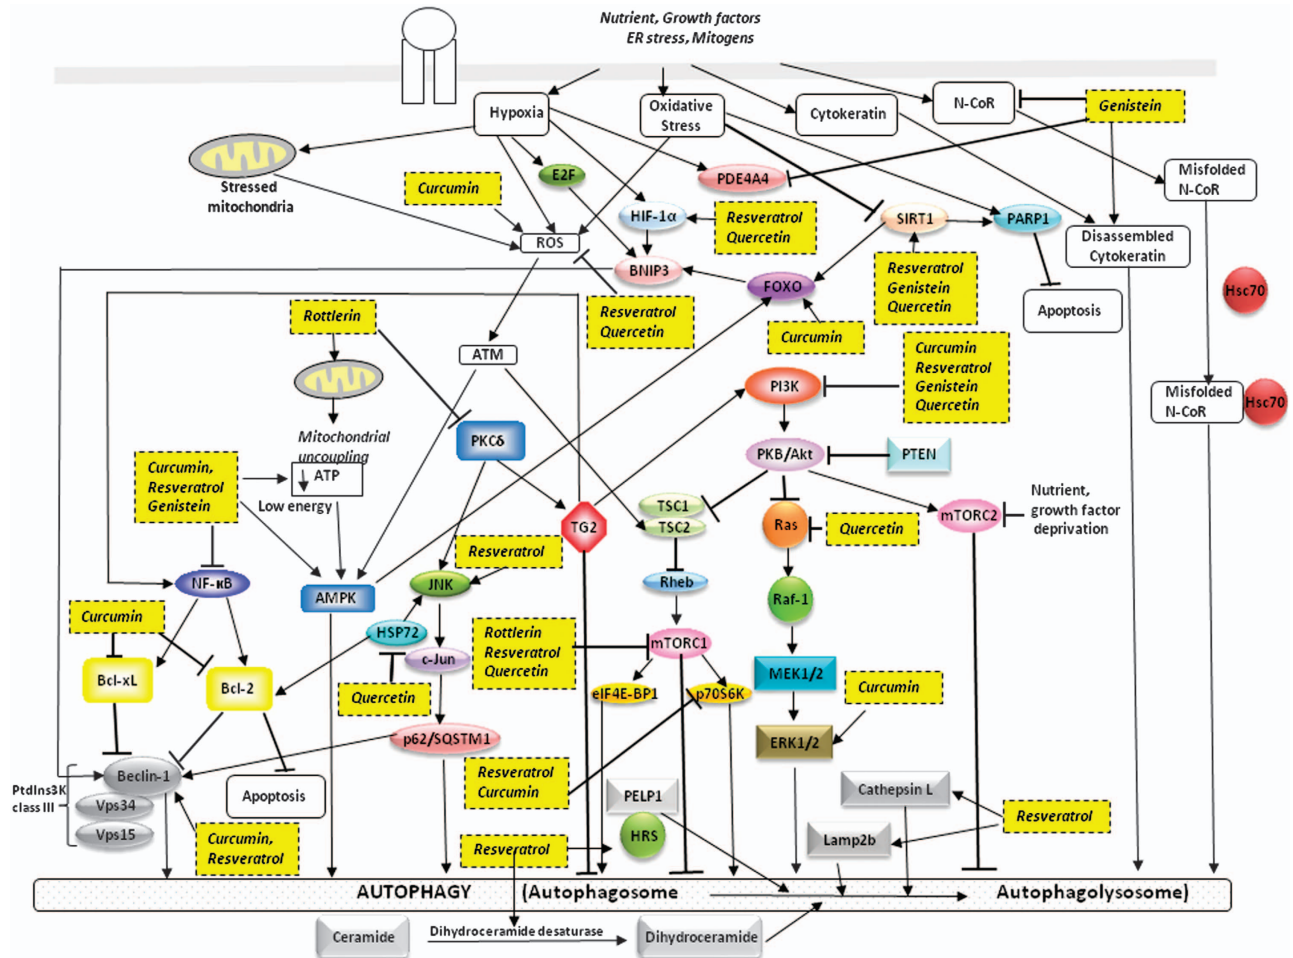 Nutrient, Growth factors
ER stress, Mitogens
Hypoxia
Oxidative
Stress
Cytokeratin
N-CoR
Genistein
Stressed
mitochondria
Curcumin
E2F
PDE4A4
Misfolded
N-CoR
HIF-1α
Resveratrol
Quercetin
SIRT1
PARP1
ROS
Disassembled
Cytokeratin
BNIP3
FOXO
Resveratrol
Genistein
Quercetin
Hsc70
Rottlerin
Resveratrol
Quercetin
Curcumin
Apoptosis
ATM
Curcumin
Resveratrol
Genistein
Quercetin
PI3K
Misfolded
N-CoR
Hsc70
Mitochondrial
uncoupling
PKCδ
PKB/Akt
PTEN
Curcumin,
Resveratrol
Genistein
ATP
Low energy
TSC1
TSC2
TG2
Ras
Quercetin
mTORC2
Nutrient,
growth factor
deprivation
Resveratrol
NF-κB
AMPK
JNK
Rheb
Raf-1
Curcumin
HSP72
c-Jun
Rottlerin
Resveratrol
Quercetin
mTORC1
Bcl-xL
Bcl-2
Quercetin
eIF4E-BP1
p70S6K
MEK1/2
Curcumin
p62/SQSTM1
ERK1/2
PtdIns3K
class III
Beclin-1
Vps34
Vps15
Apoptosis
Resveratrol
Curcumin
PELP1
HRS
Cathepsin L
Lamp2b
Resveratrol
Curcumin,
Resveratrol
Resveratrol
AUTOPHAGY (Autophagosome Autophagolysosome)
Ceramide
Dihydroceramide desaturase
Dihydroceramide